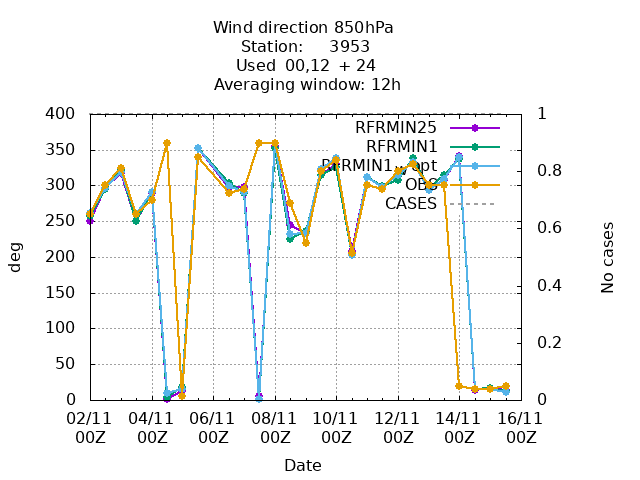 Wind direction 850hPa
Station: 3953
Used 00,12 + 24
Averaging window: 12h
400
350
300
250
200
150
100
50
0
deg
1
0.8
0.6
0.4
0.2
0
No cases
RFRMIN25
RFRMIN1
RFRMIN1 opt
OBS
CASES
02/11 04/11 06/11 08/11 10/11 12/11 14/11 16/11
00Z 00Z 00Z 00Z 00Z 00Z 00Z 00Z
Date